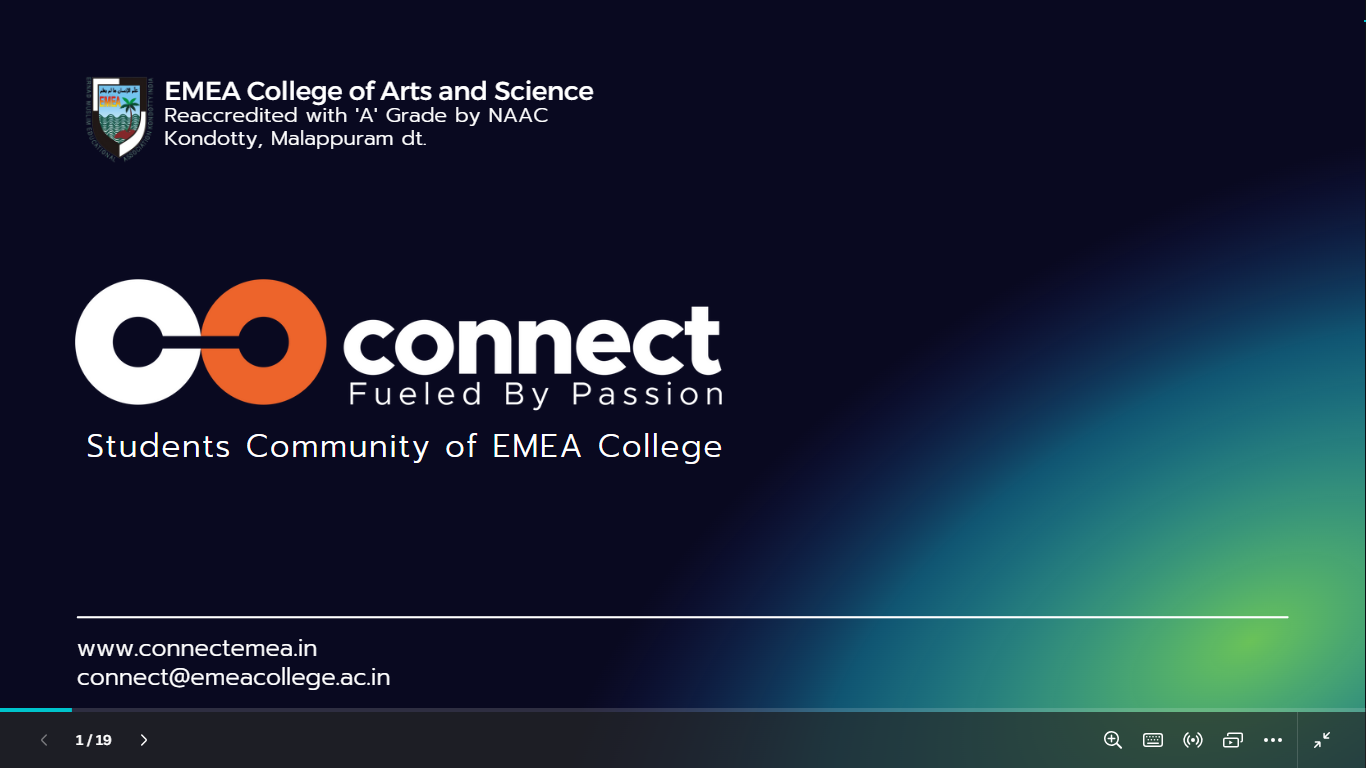 EMEA College of Arts and Science
Reaccredited with 'A' Grade by NAAC
Kondotty, Malappuram dt.
EMEA
connect
Fueled By Passion
Students Community of EMEA College
www.connectemea.in
connect@emeacollege.ac.in
1 / 19